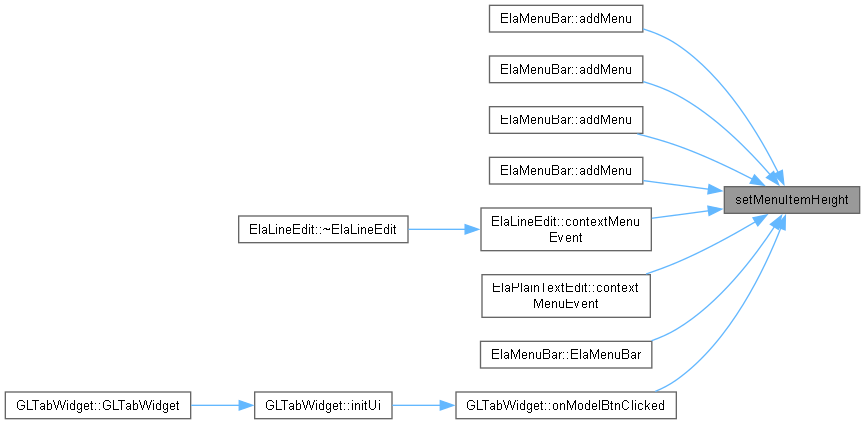 ElaMenuBar::addMenu
ElaMenuBar::addMenu
ElaMenuBar::addMenu
ElaMenuBar::addMenu
setMenuItemHeight
ElaLineEdit::~ElaLineEdit
ElaLineEdit::contextMenu
Event
ElaPlainTextEdit::context
MenuEvent
ElaMenuBar::ElaMenuBar
GLTabWidget::GLTabWidget
GLTabWidget::initUi
GLTabWidget::onModelBtnClicked